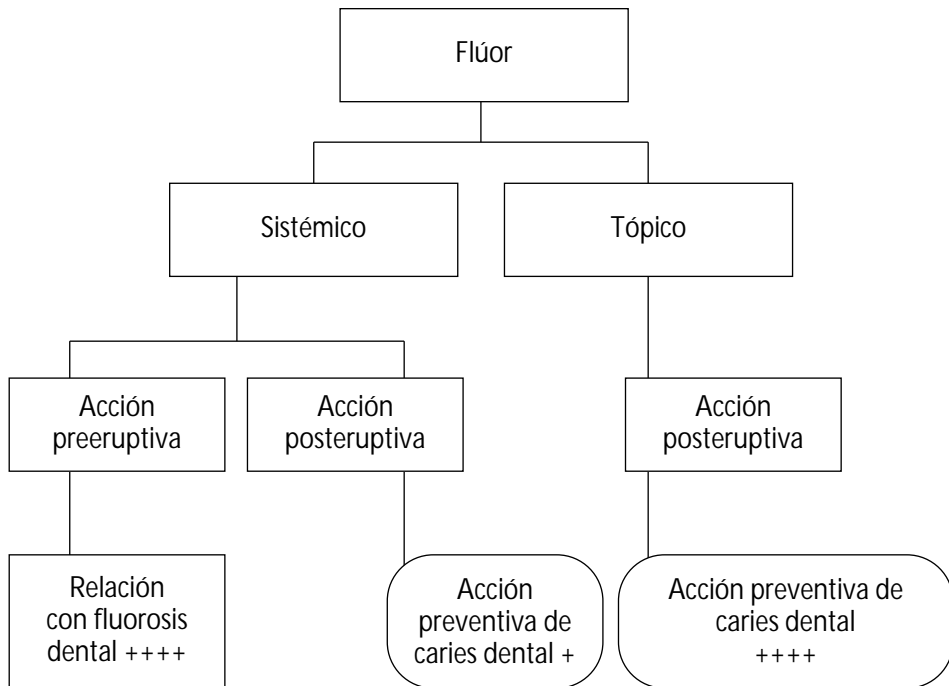 Flúor
Sistémico
Tópico
Acción
preeruptiva
Acción
posteruptiva
Acción
posteruptiva
Relación
con fluorosis
dental ++++
Acción
preventiva de
caries dental +
Acción preventiva de
caries dental
++++